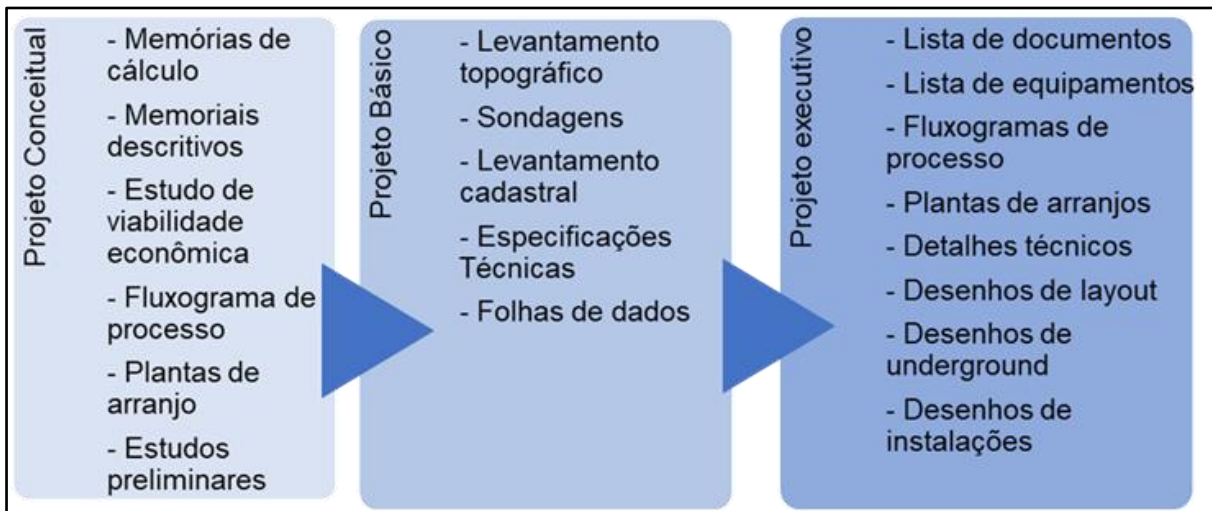 Projeto Conceitual
- Memórias de
cálculo
- Memoriais
descritivos
- Estudo de
viabilidade
econômica
- Fluxograma de
processo
- Plantas de
arranjo
- Estudos
preliminares
Projeto Básico
- Levantamento
topográfico
- Sondagens
- Levantamento
cadastral
- Especificações
Técnicas
- Folhas de dados
Projeto executivo
- Lista de documentos
- Lista de equipamentos
- Fluxogramas de
processo
- Plantas de arranjos
- Detalhes técnicos
- Desenhos de layout
- Desenhos de
underground
- Desenhos de
instalações